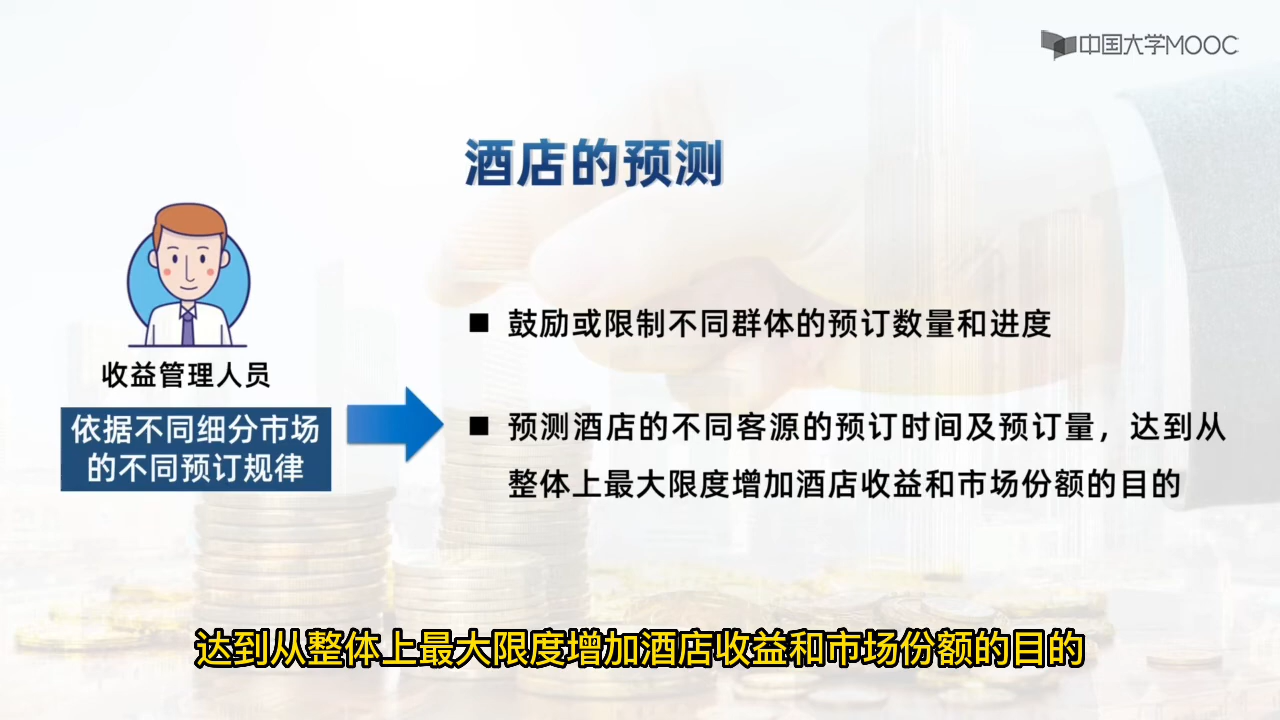 中国大学MOOC
酒店的预测
收益管理人员
依据不同细分市场
的不同预订规律
■ 鼓励或限制不同群体的预订数量和进度
■ 预测酒店的不同客源的预订时间及预订量，达到从
整体上最大限度增加酒店收益和市场份额的目的
达到从整体上最大限度增加酒店收益和市场份额的目的